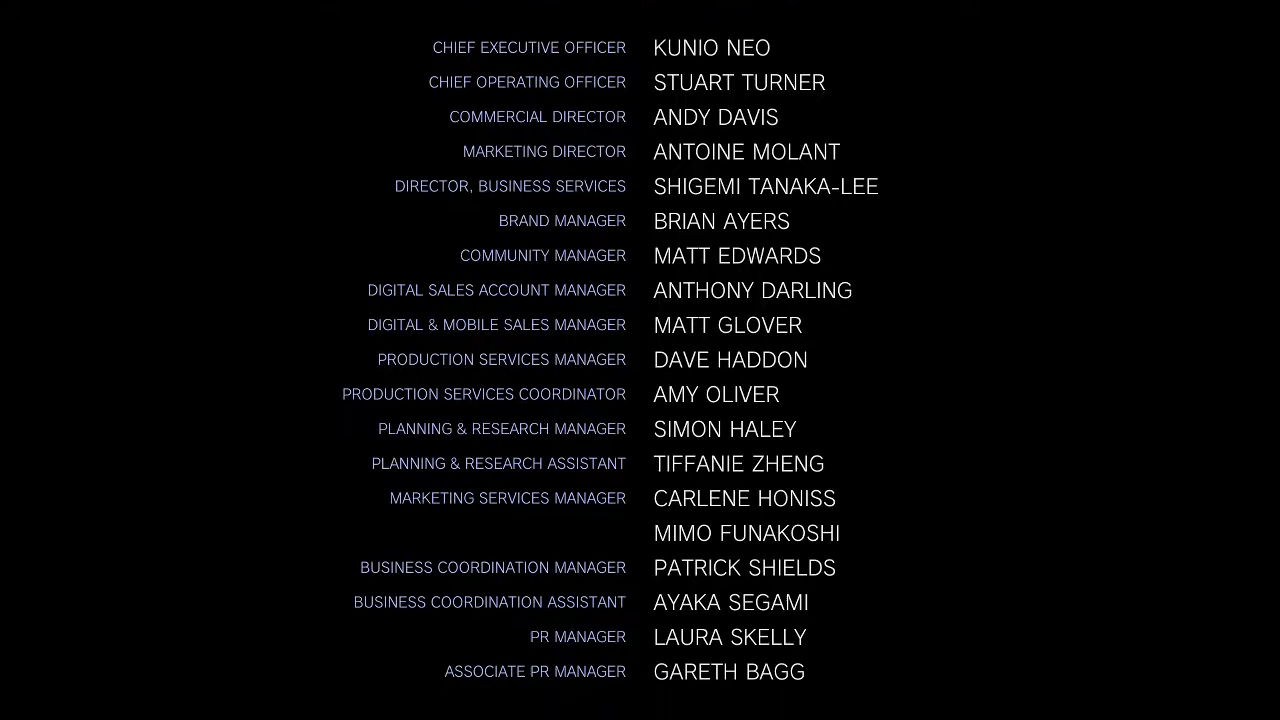 CHIEF EXECUTIVE OFFICER KUNIO NEO
CHIEF OPERATING OFFICER STUART TURNER
COMMERCIAL DIRECTOR ANDY DAVIS
MARKETING DIRECTOR ANTOINE MOLANT
DIRECTOR, BUSINESS SERVICES SHIGEMI TANAKA-LEE
BRAND MANAGER BRIAN AYERS
COMMUNITY MANAGER MATT EDWARDS
DIGITAL SALES ACCOUNT MANAGER ANTHONY DARLING
DIGITAL & MOBILE SALES MANAGER MATT GLOVER
PRODUCTION SERVICES MANAGER DAVE HADDON
PRODUCTION SERVICES COORDINATOR AMY OLIVER
PLANNING & RESEARCH MANAGER SIMON HALEY
PLANNING & RESEARCH ASSISTANT TIFFANIE ZHENG
MARKETING SERVICES MANAGER CARLENE HONISS
MIMO FUNAKOSHI
BUSINESS COORDINATION MANAGER PATRICK SHIELDS
BUSINESS COORDINATION ASSISTANT AYAKA SEGAMI
PR MANAGER LAURA SKELLY
ASSOCIATE PR MANAGER GARETH BAGG